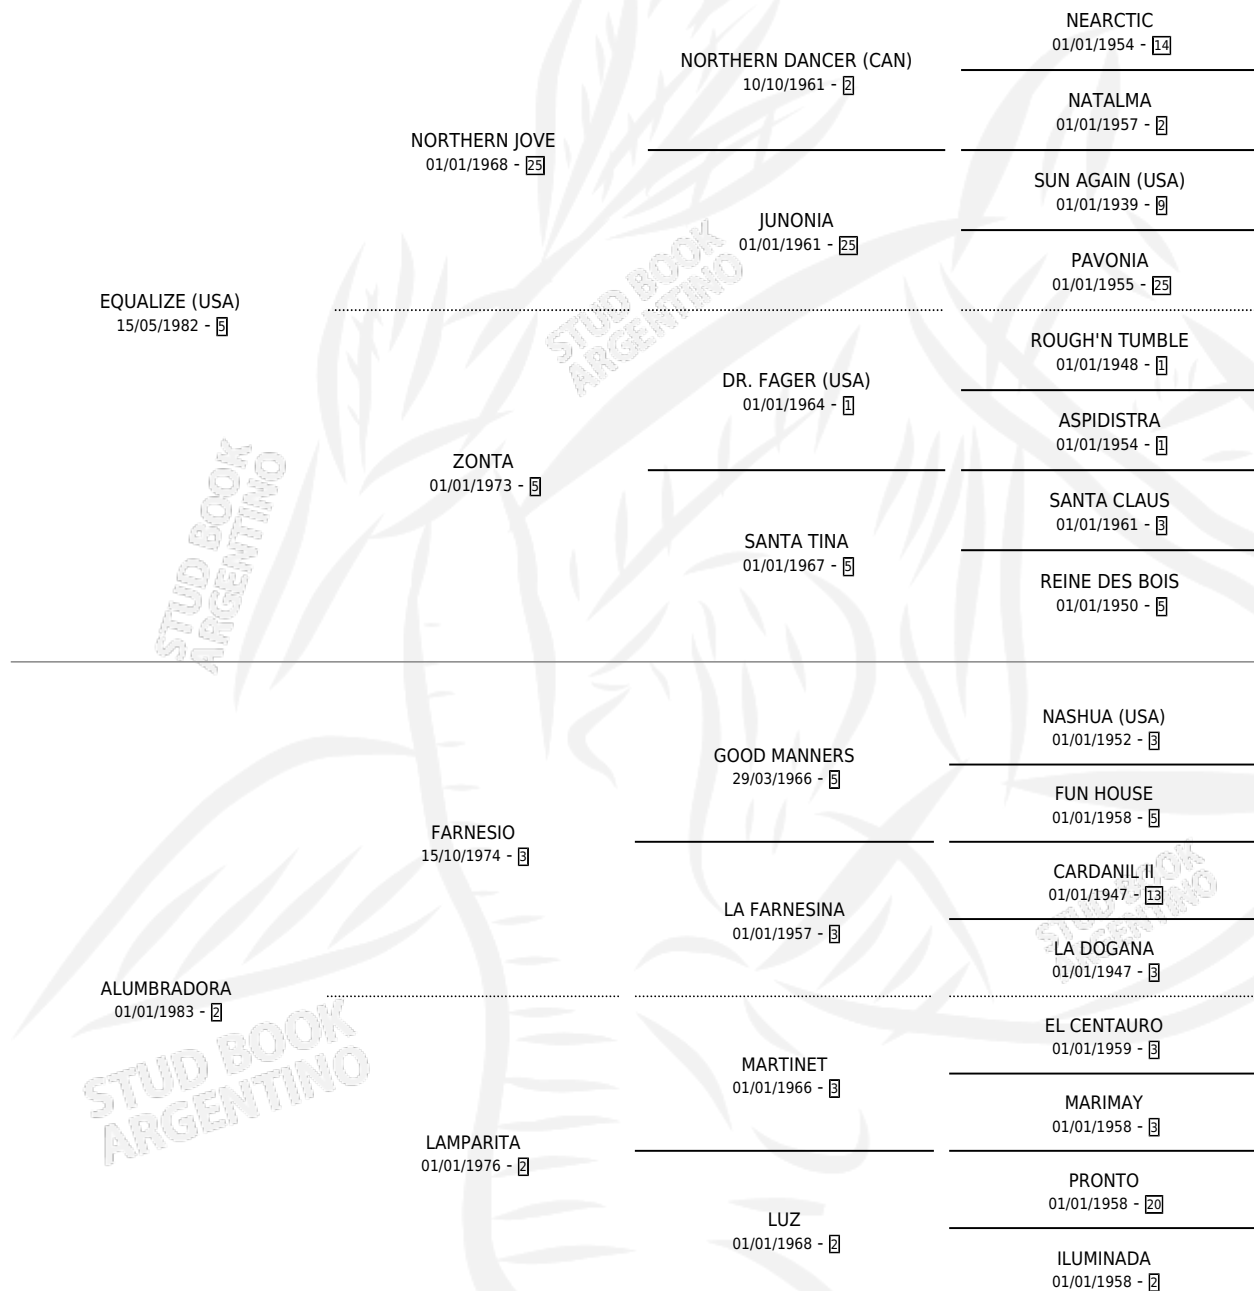 NEARCTIC
01/01/1954 - 14
NORTHERN DANCER (CAN)
10/10/1961 - 2
NATALMA
01/01/1957 - 2
NORTHERN JOVE
01/01/1968 - 25
SUN AGAIN (USA)
01/01/1939 - 9
JUNONIA
01/01/1961 - 25
PAVONIA
01/01/1955 - 25
EQUALIZE (USA)
15/05/1982 - 5
STUD BOOK
ARGENTINO
ROUGH'N TUMBLE
01/01/1948 - 1
DR. FAGER (USA)
01/01/1964 - 1
ASPIDISTRA
01/01/1954 - 1
ZONTA
01/01/1973 - 5
SANTA CLAUS
01/01/1961 - 3
SANTA TINA
01/01/1967 - 5
REINE DES BOIS
01/01/1950 - 5
STUD BOOK
ARGENTINO
NASHUA (USA)
01/01/1952 - 3
GOOD MANNERS
29/03/1966 - 5
FUN HOUSE
01/01/1958 - 5
FARNESIO
15/10/1974 - 3
CARDANIL II
01/01/1947 - 13
LA FARNESINA
01/01/1957 - 3
LA DOGANA
01/01/1947 - 3
STUD BOOK
ARGENTINO
ALUMBRADORA
01/01/1983 - 2
EL CENTAURO
01/01/1959 - 3
MARTINET
01/01/1966 - 3
MARIMAY
01/01/1958 - 3
STUD BOOK
ARGENTINO
LAMPARITA
01/01/1976 - 2
PRONTO
01/01/1958 - 20
LUZ
01/01/1968 - 2
ILUMINADA
01/01/1958 - 2